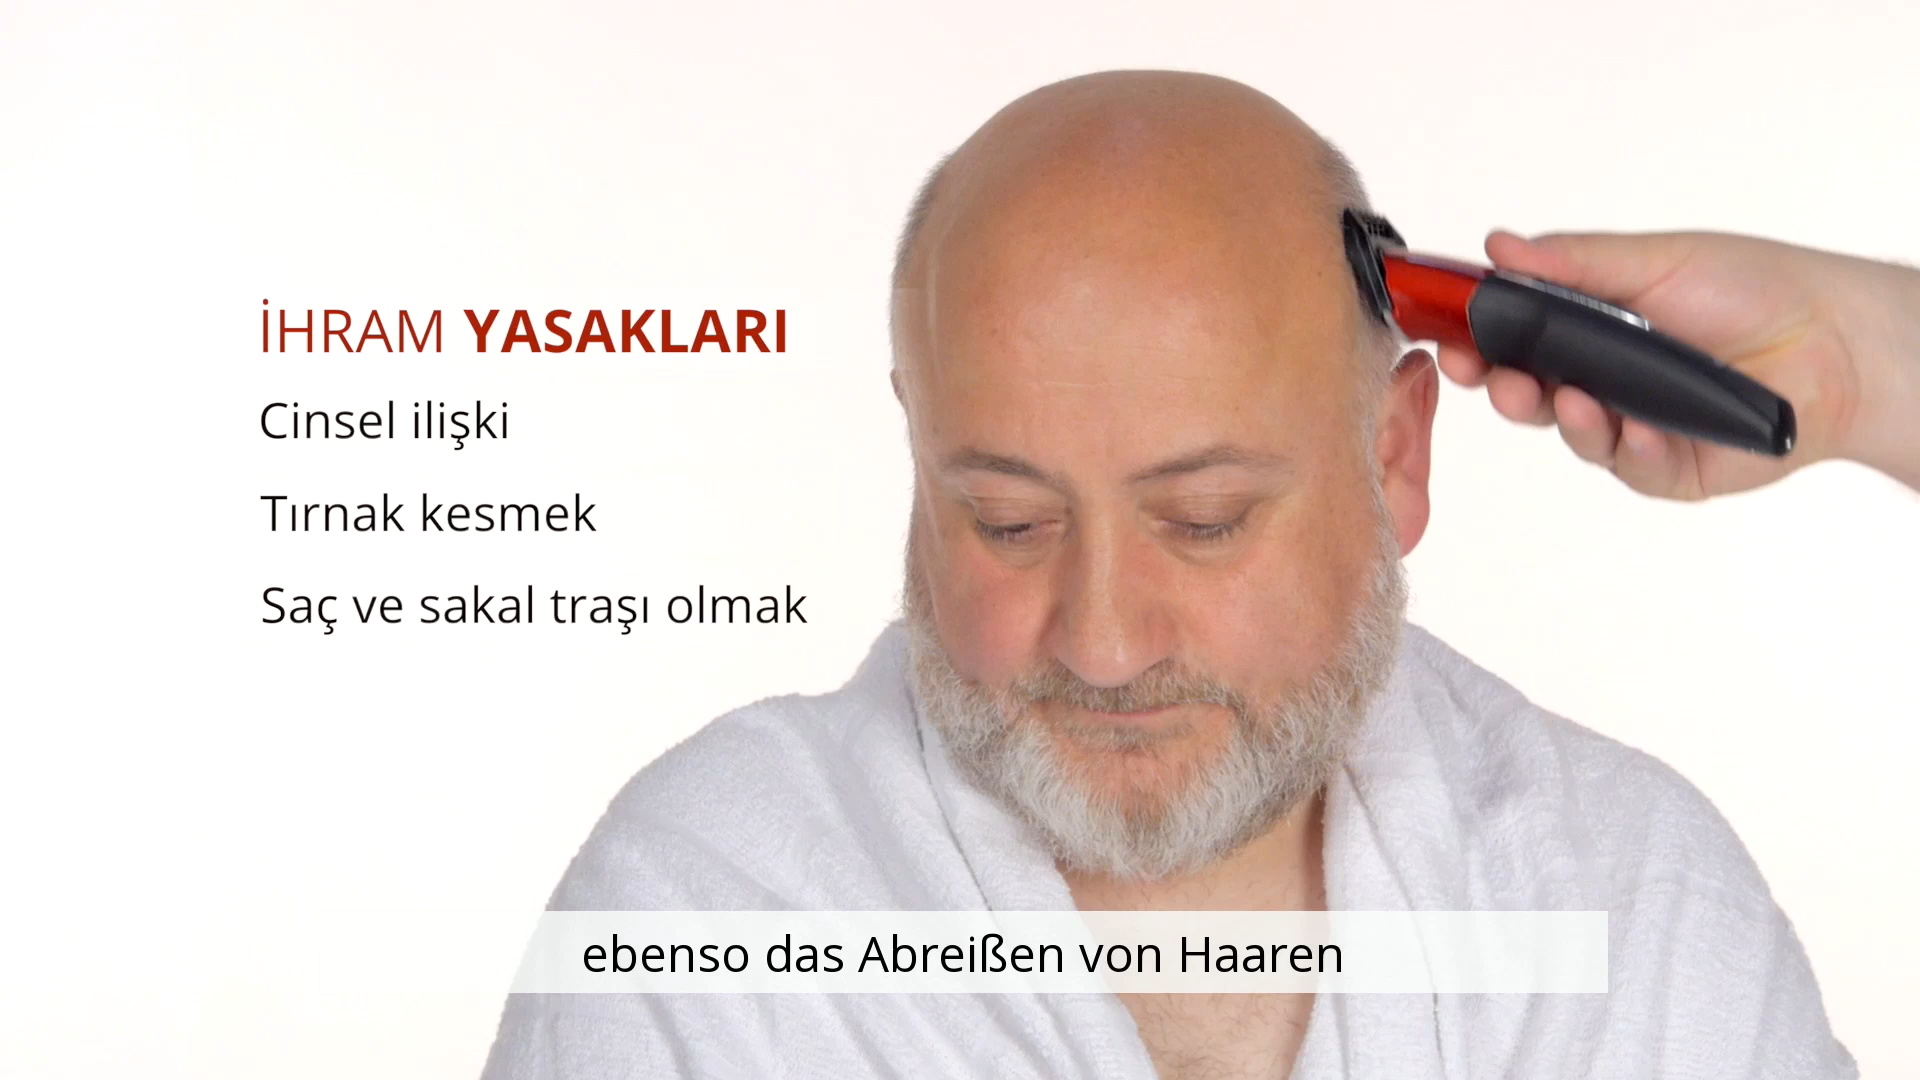 İHRAM YASAKLARI
Cinsel ilişki
Tırnak kesmek
Saç ve sakal traşı olmak
ebenso das Abreißen von Haaren